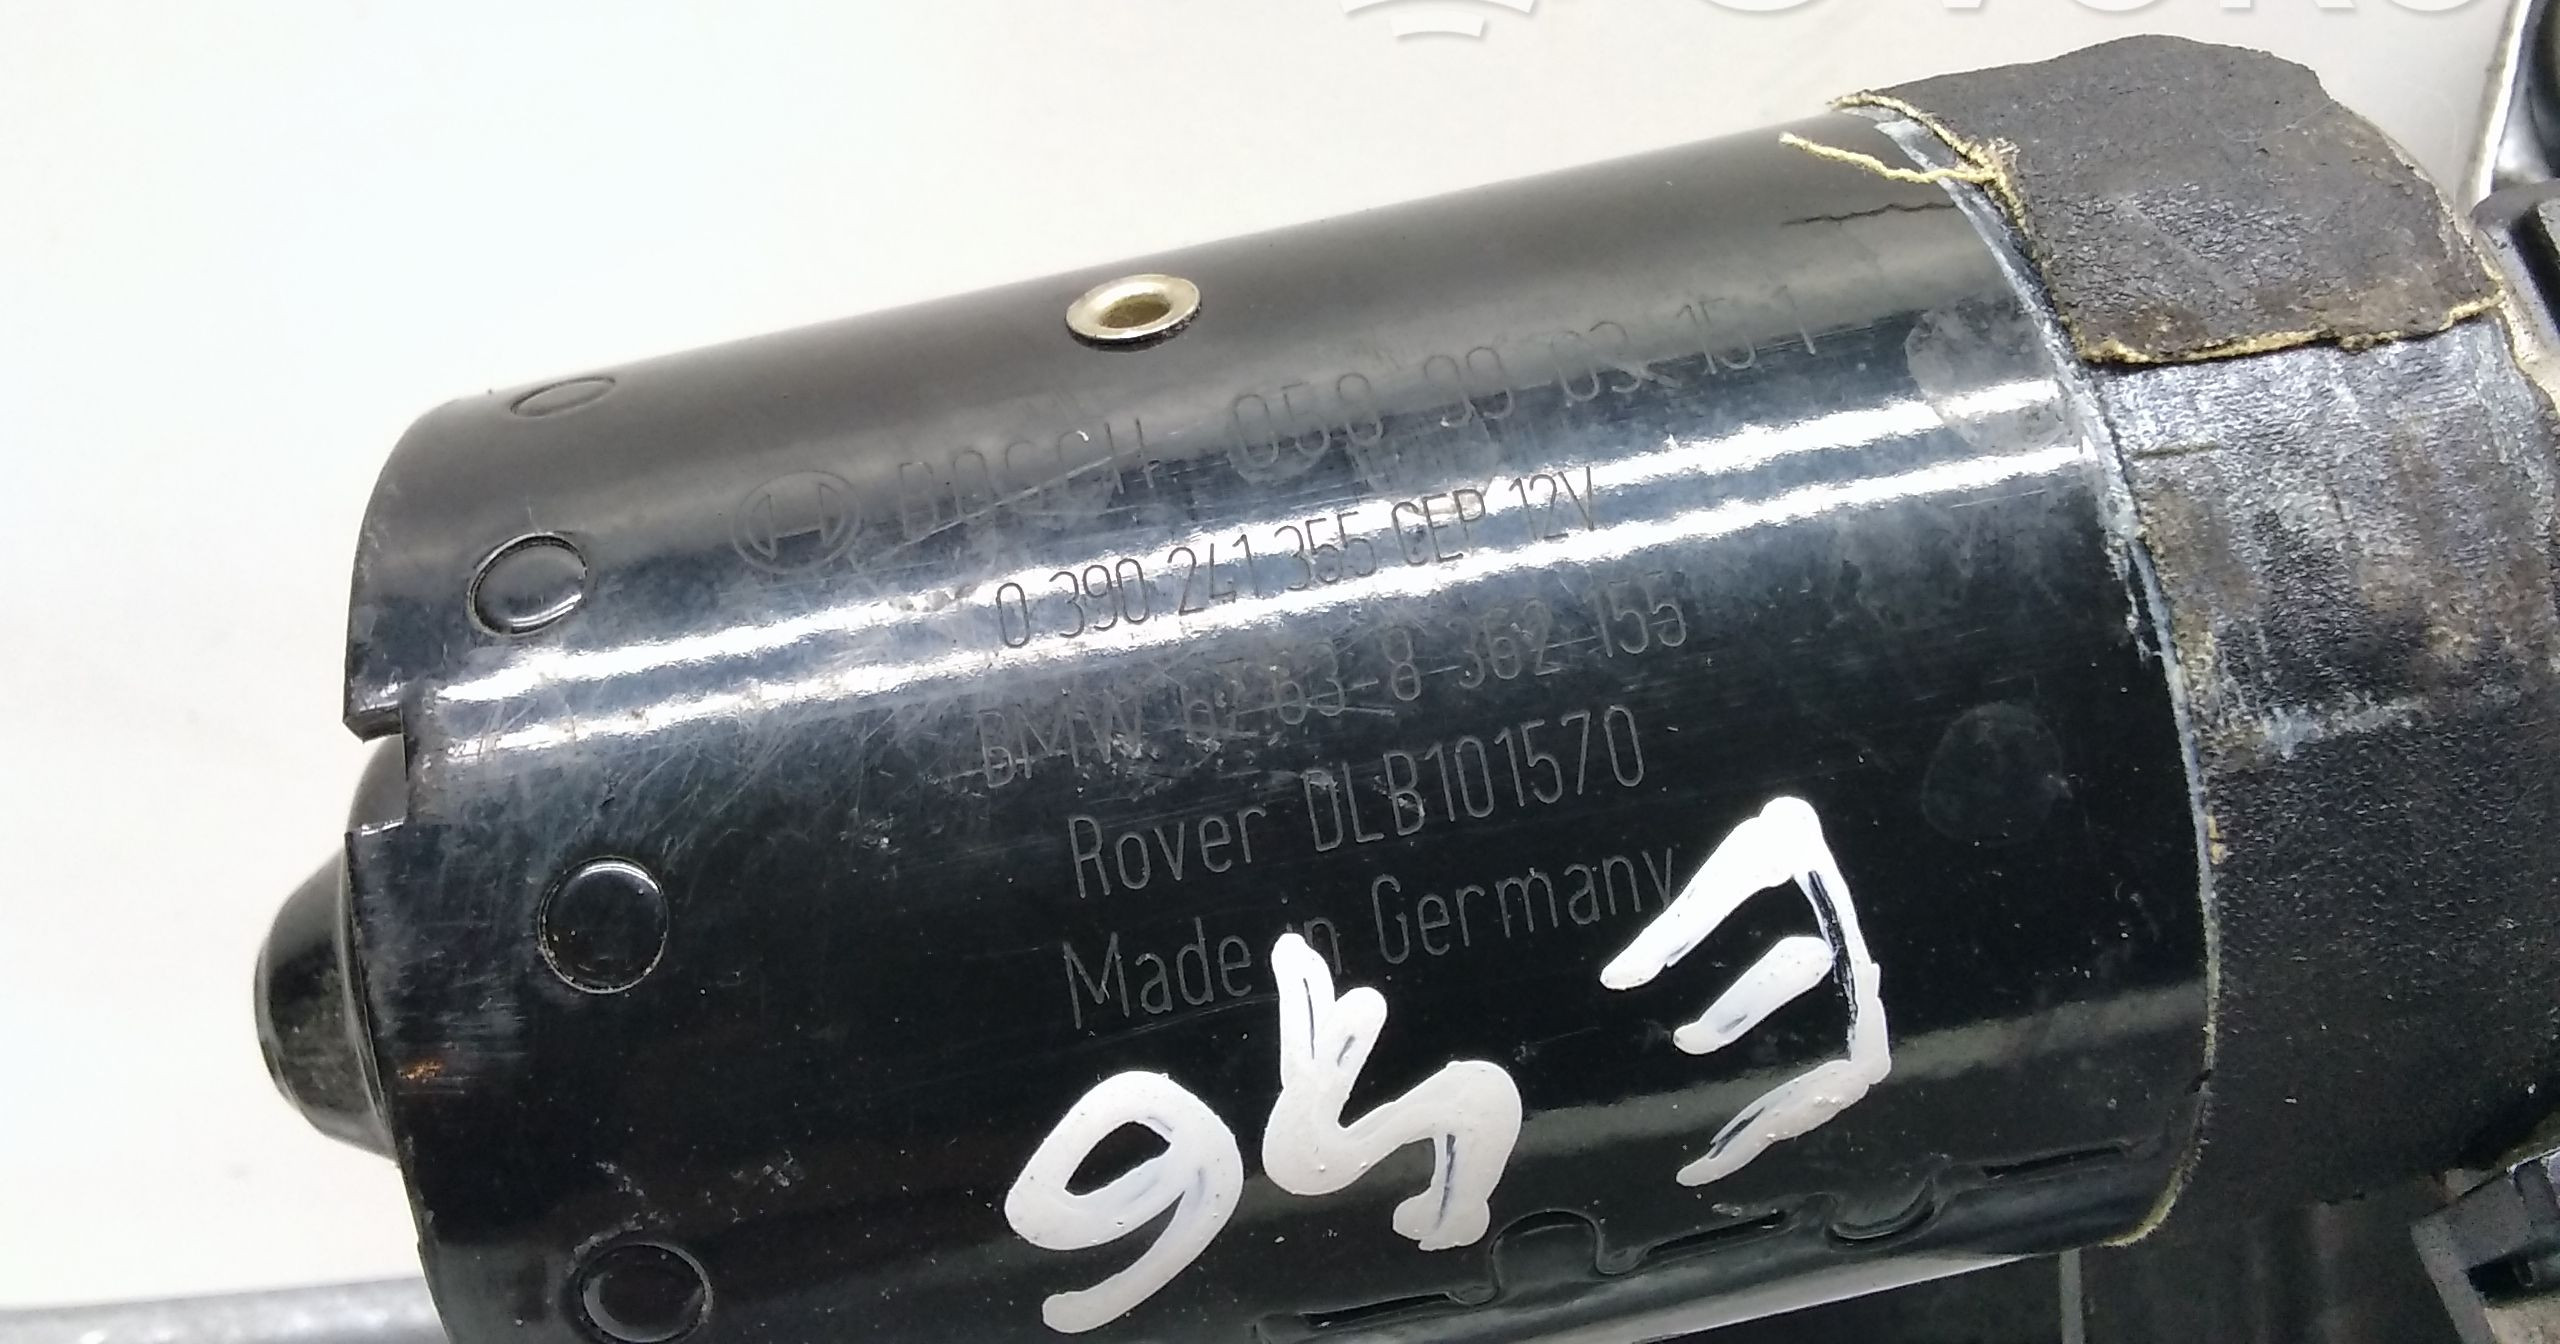 BOSCH 058 99-03-15-1
0 390 241 355 CEP 12V
BMW 67.63-8 362 155
Rover DLB101570
Made in Germany
E46